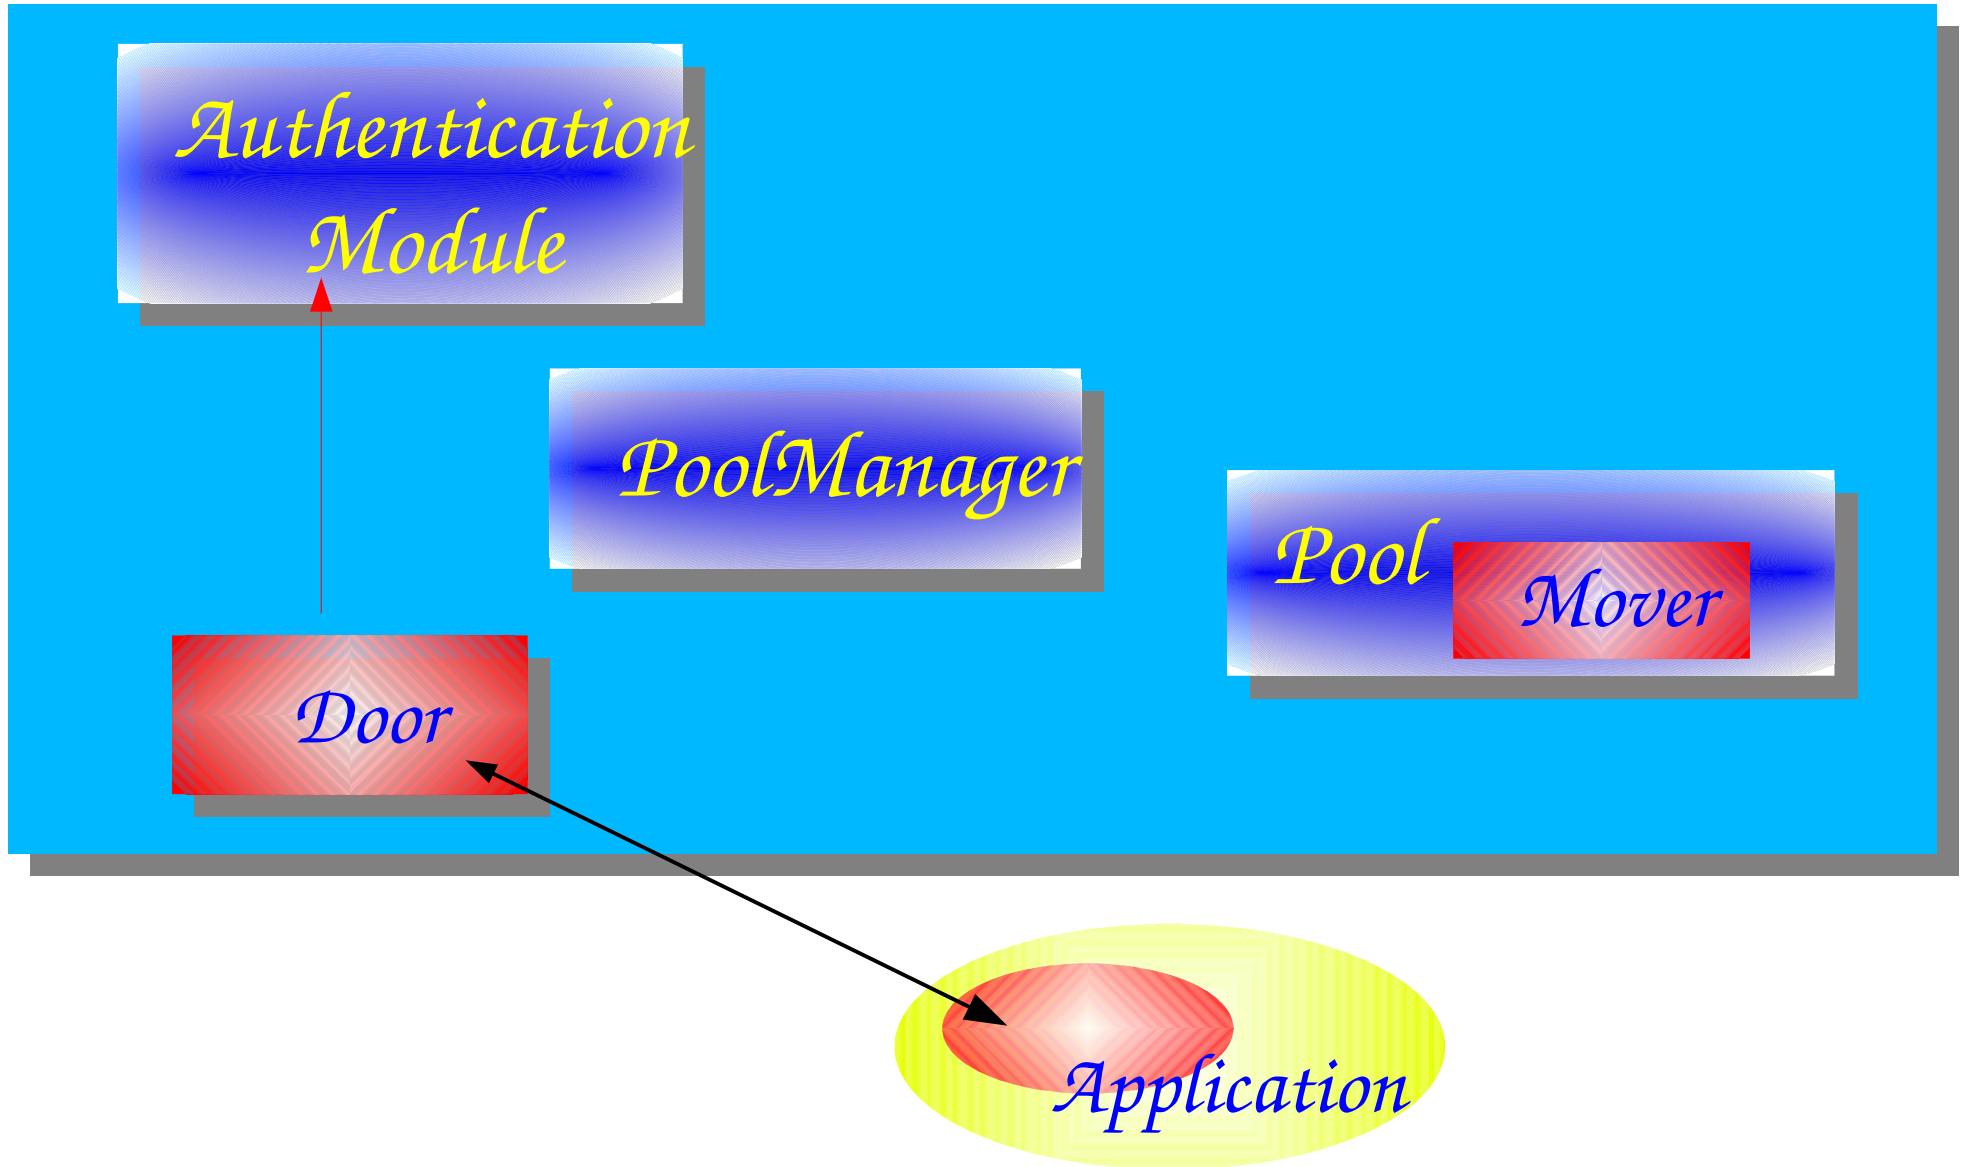 Authentication
Module
PoolManager
Pool
Mover
Door
Application